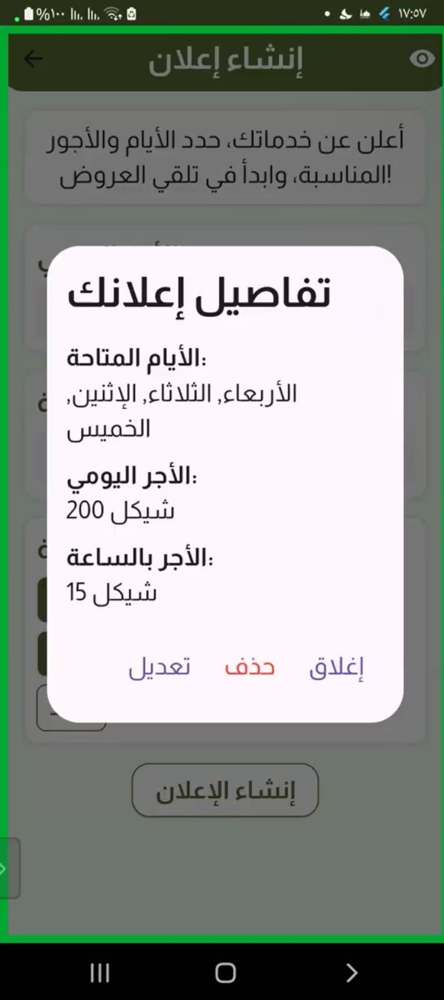 %١٠٠
١٧:٥٧
إنشاء إعلان
أعلن عن خدماتك، حدد الأيام والأجور
المناسبة، وابدأ في تلقي العروض!
تفاصيل إعلانك
الأيام المتاحة:
الأربعاء, الثلاثاء, الإثنين,
الخميس
الأجر اليومي:
200 شيكل
الأجر بالساعة:
15 شيكل
إغلاق
حذف
تعديل
إنشاء الإعلان